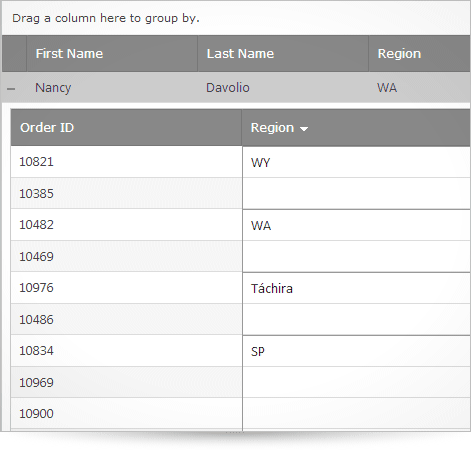 Drag a column here to group by.
First Name Last Name Region
Nancy Davolio WA
Order ID Region
10821 WY
10385
10482 WA
10469
10976 Táchira
10486
10834 SP
10969
10900